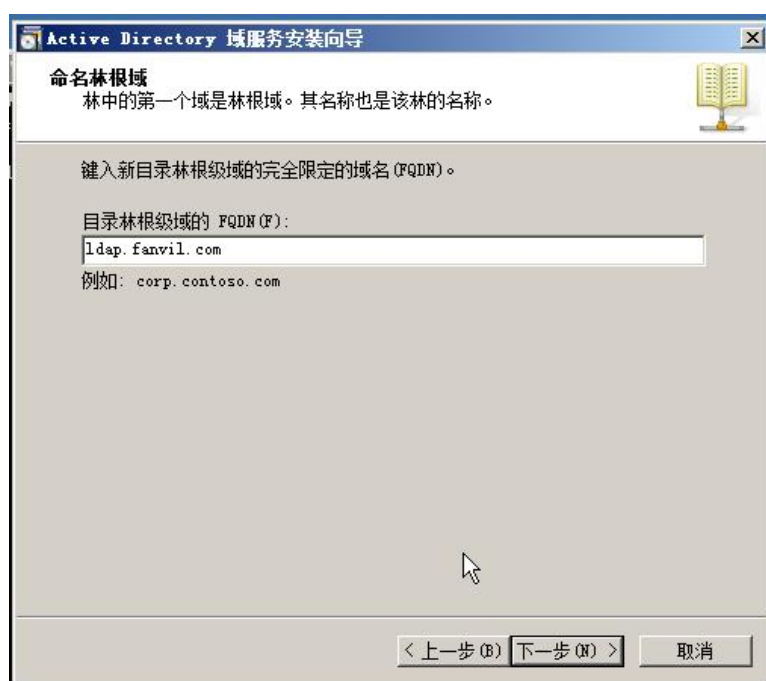 Active Directory 域服务安装向导
命名林根域
林中的第一个域是林根域。其名称也是该林的名称。
键入新目录林根级域的完全限定的域名(FQDN)。
目录林根级域的 FQDN(F):
ldap.fanvil.com
例如: corp.contoso.com
< 上一步(B) 下一步(N) > 取消